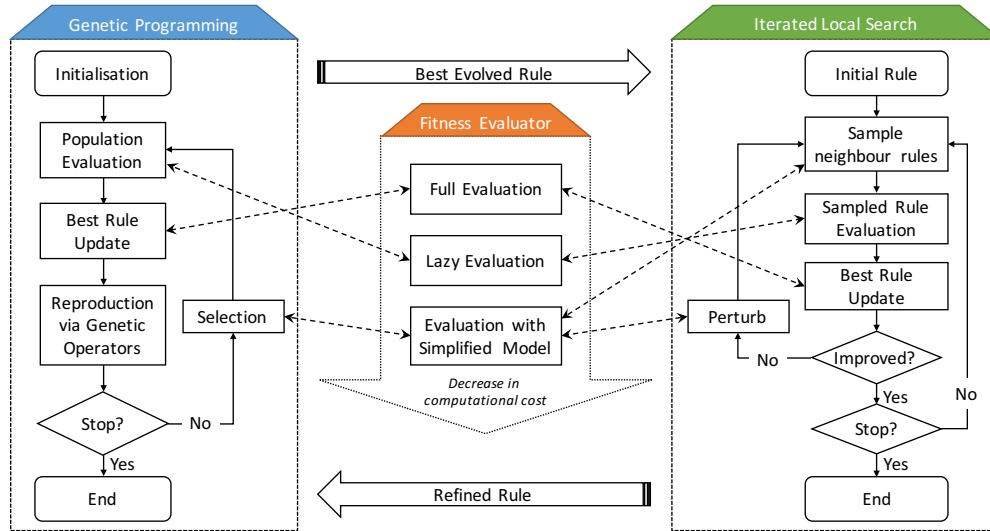 Genetic Programming
Initialisation
Population
Evaluation
Best Rule
Update
Reproduction
via Genetic
Operators
Selection
Stop?
No
Yes
End
Best Evolved Rule
Fitness Evaluator
Full Evaluation
Lazy Evaluation
Evaluation with
Simplified Model
Decrease in
computational cost
Refined Rule
Iterated Local Search
Initial Rule
Sample
neighbour rules
Sampled Rule
Evaluation
Best Rule
Update
Perturb
No
Improved?
Yes
No
Stop?
Yes
End